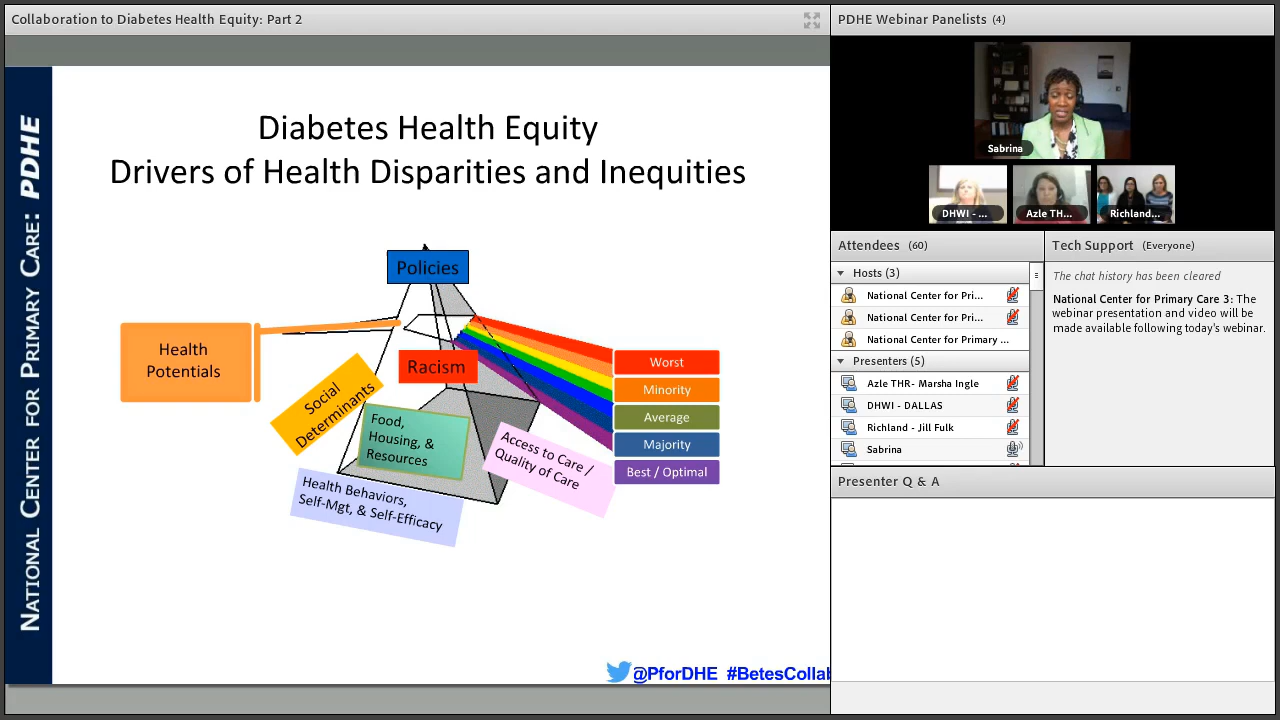 Collaboration to Diabetes Health Equity: Part 2
NATIONAL CENTER FOR PRIMARY CARE: PDHE
Diabetes Health Equity
Drivers of Health Disparities and Inequities
Policies
Health
Potentials
Racism
Social
Determinants
Food,
Housing, &
Resources
Access to Care /
Quality of Care
Health Behaviors,
Self-Mgt, & Self-Efficacy
Worst
Minority
Average
Majority
Best / Optimal
@PforDHE #BetesCollab
PDHE Webinar Panelists (4)
Sabrina
DHWI - ...
Azle TH...
Richland...
Attendees (60)
Hosts (3)
National Center for Pri...
National Center for Pri...
National Center for Primary ...
Presenters (5)
Azle THR- Marsha Ingle
DHWI - DALLAS
Richland - Jill Fulk
Sabrina
Tech Support (Everyone)
The chat history has been cleared
National Center for Primary Care 3: The
webinar presentation and video will be
made available following today's webinar.
Presenter Q & A